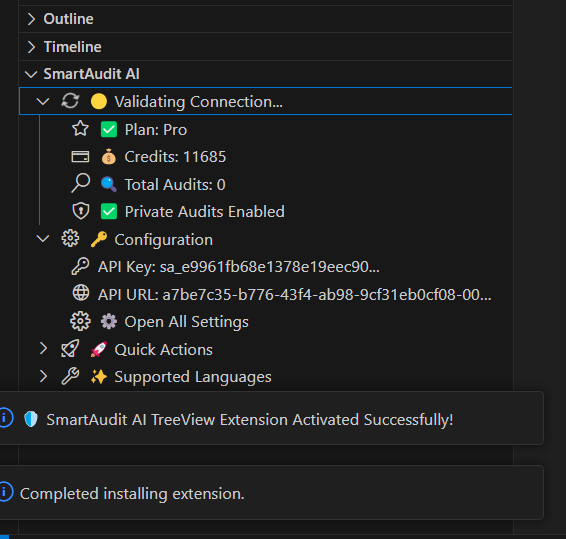 Outline
Timeline
SmartAudit AI
Validating Connection...
Plan: Pro
Credits: 11685
Total Audits: 0
Private Audits Enabled
Configuration
API Key: sa_e9961fb68e1378e19eec90...
API URL: a7be7c35-b776-43f4-ab98-9cf31eb0cf08-00...
Open All Settings
Quick Actions
Supported Languages
SmartAudit AI TreeView Extension Activated Successfully!
Completed installing extension.